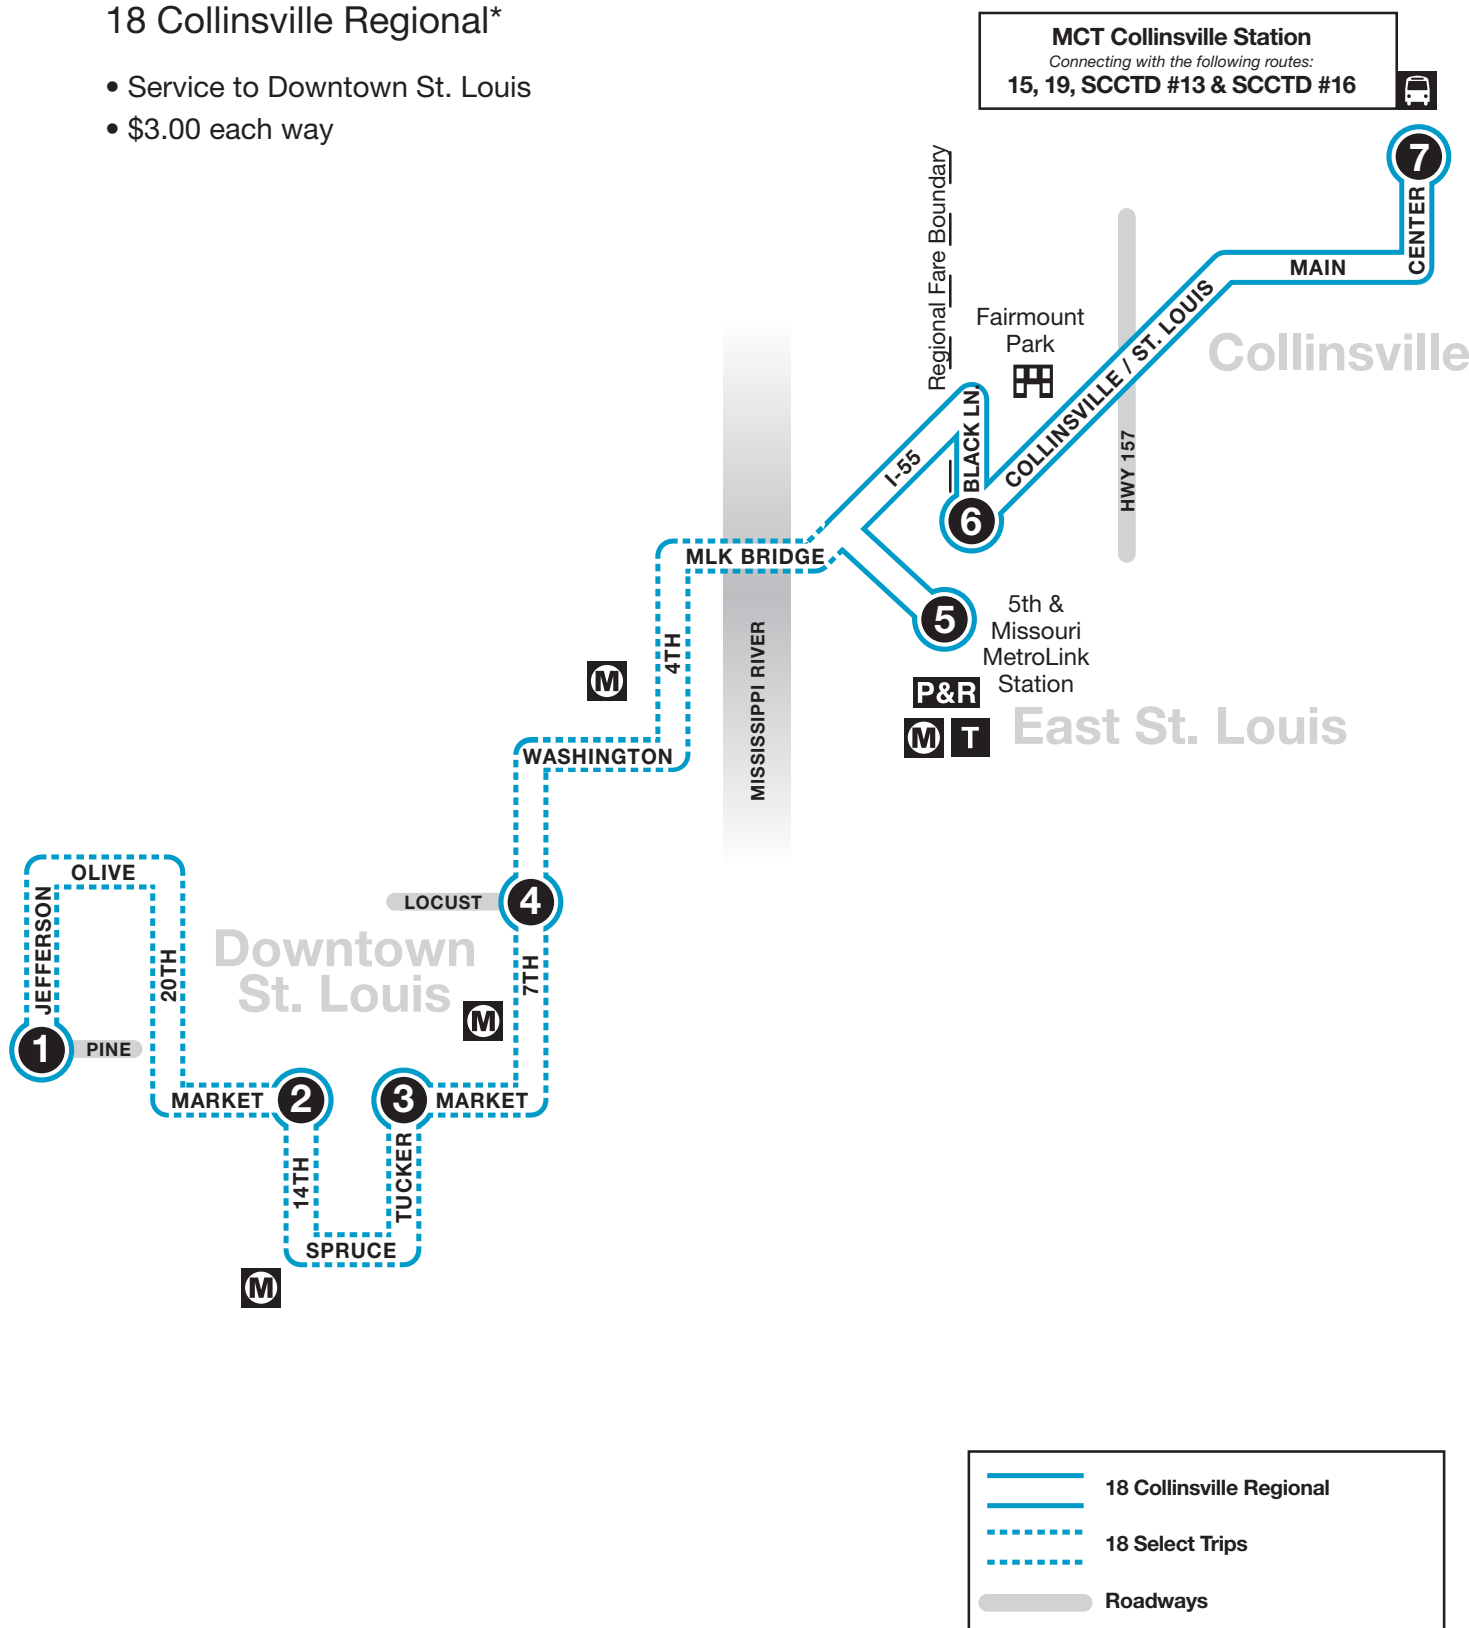 18 Collinsville Regional*
• Service to Downtown St. Louis
• $3.00 each way
MCT Collinsville Station
Connecting with the following routes:
15, 19, SCCTD #13 & SCCTD #16
7
CENTER
MAIN
Regional Fare Boundary
Fairmount
Park
COLLINSVILLE / ST. LOUIS
Collinsville
HWY 157
BLACK LN.
I-55
6
MLK BRIDGE
5
5th &
Missouri
MetroLink
Station
P&R
M
T
East St. Louis
MISSISSIPPI RIVER
4TH
M
WASHINGTON
OLIVE
JEFFERSON
20TH
LOCUST
4
Downtown
St. Louis
7TH
M
1
PINE
MARKET
2
3
MARKET
14TH
TUCKER
SPRUCE
M
18 Collinsville Regional
18 Select Trips
Roadways